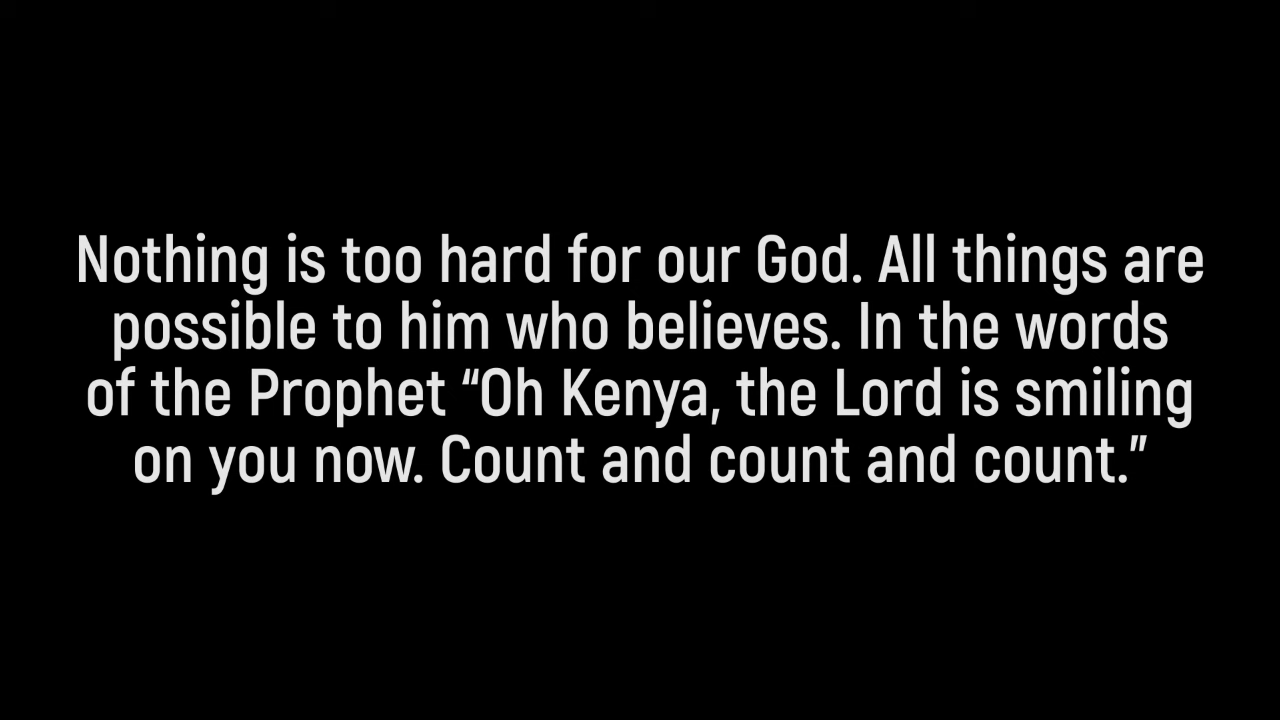 Nothing is too hard for our God. All things are
possible to him who believes. In the words
of the Prophet “Oh Kenya, the Lord is smiling
on you now. Count and count and count.”